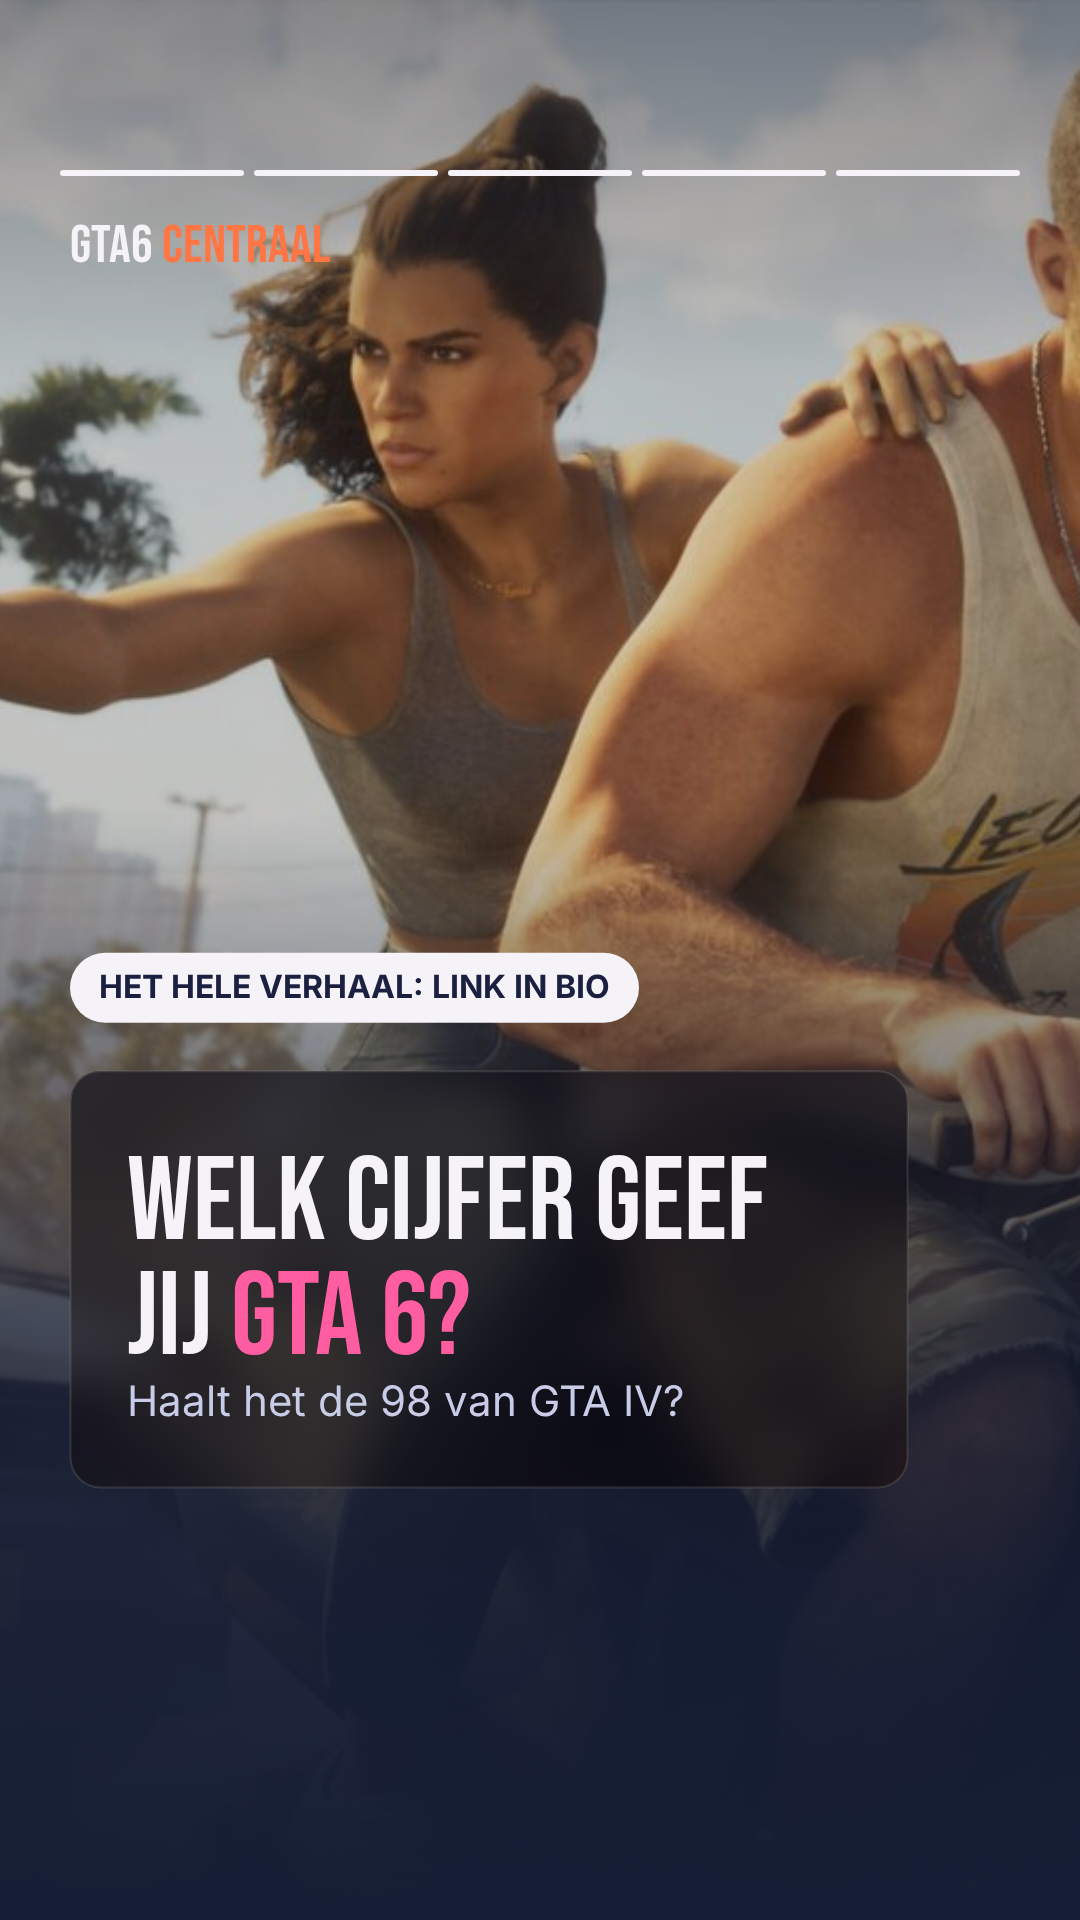 GTA6 CENTRAAL
LEO
HET HELE VERHAAL: LINK IN BIO
WELK CIJFER GEEF
JIJ GTA 6?
Haalt het de 98 van GTA IV?